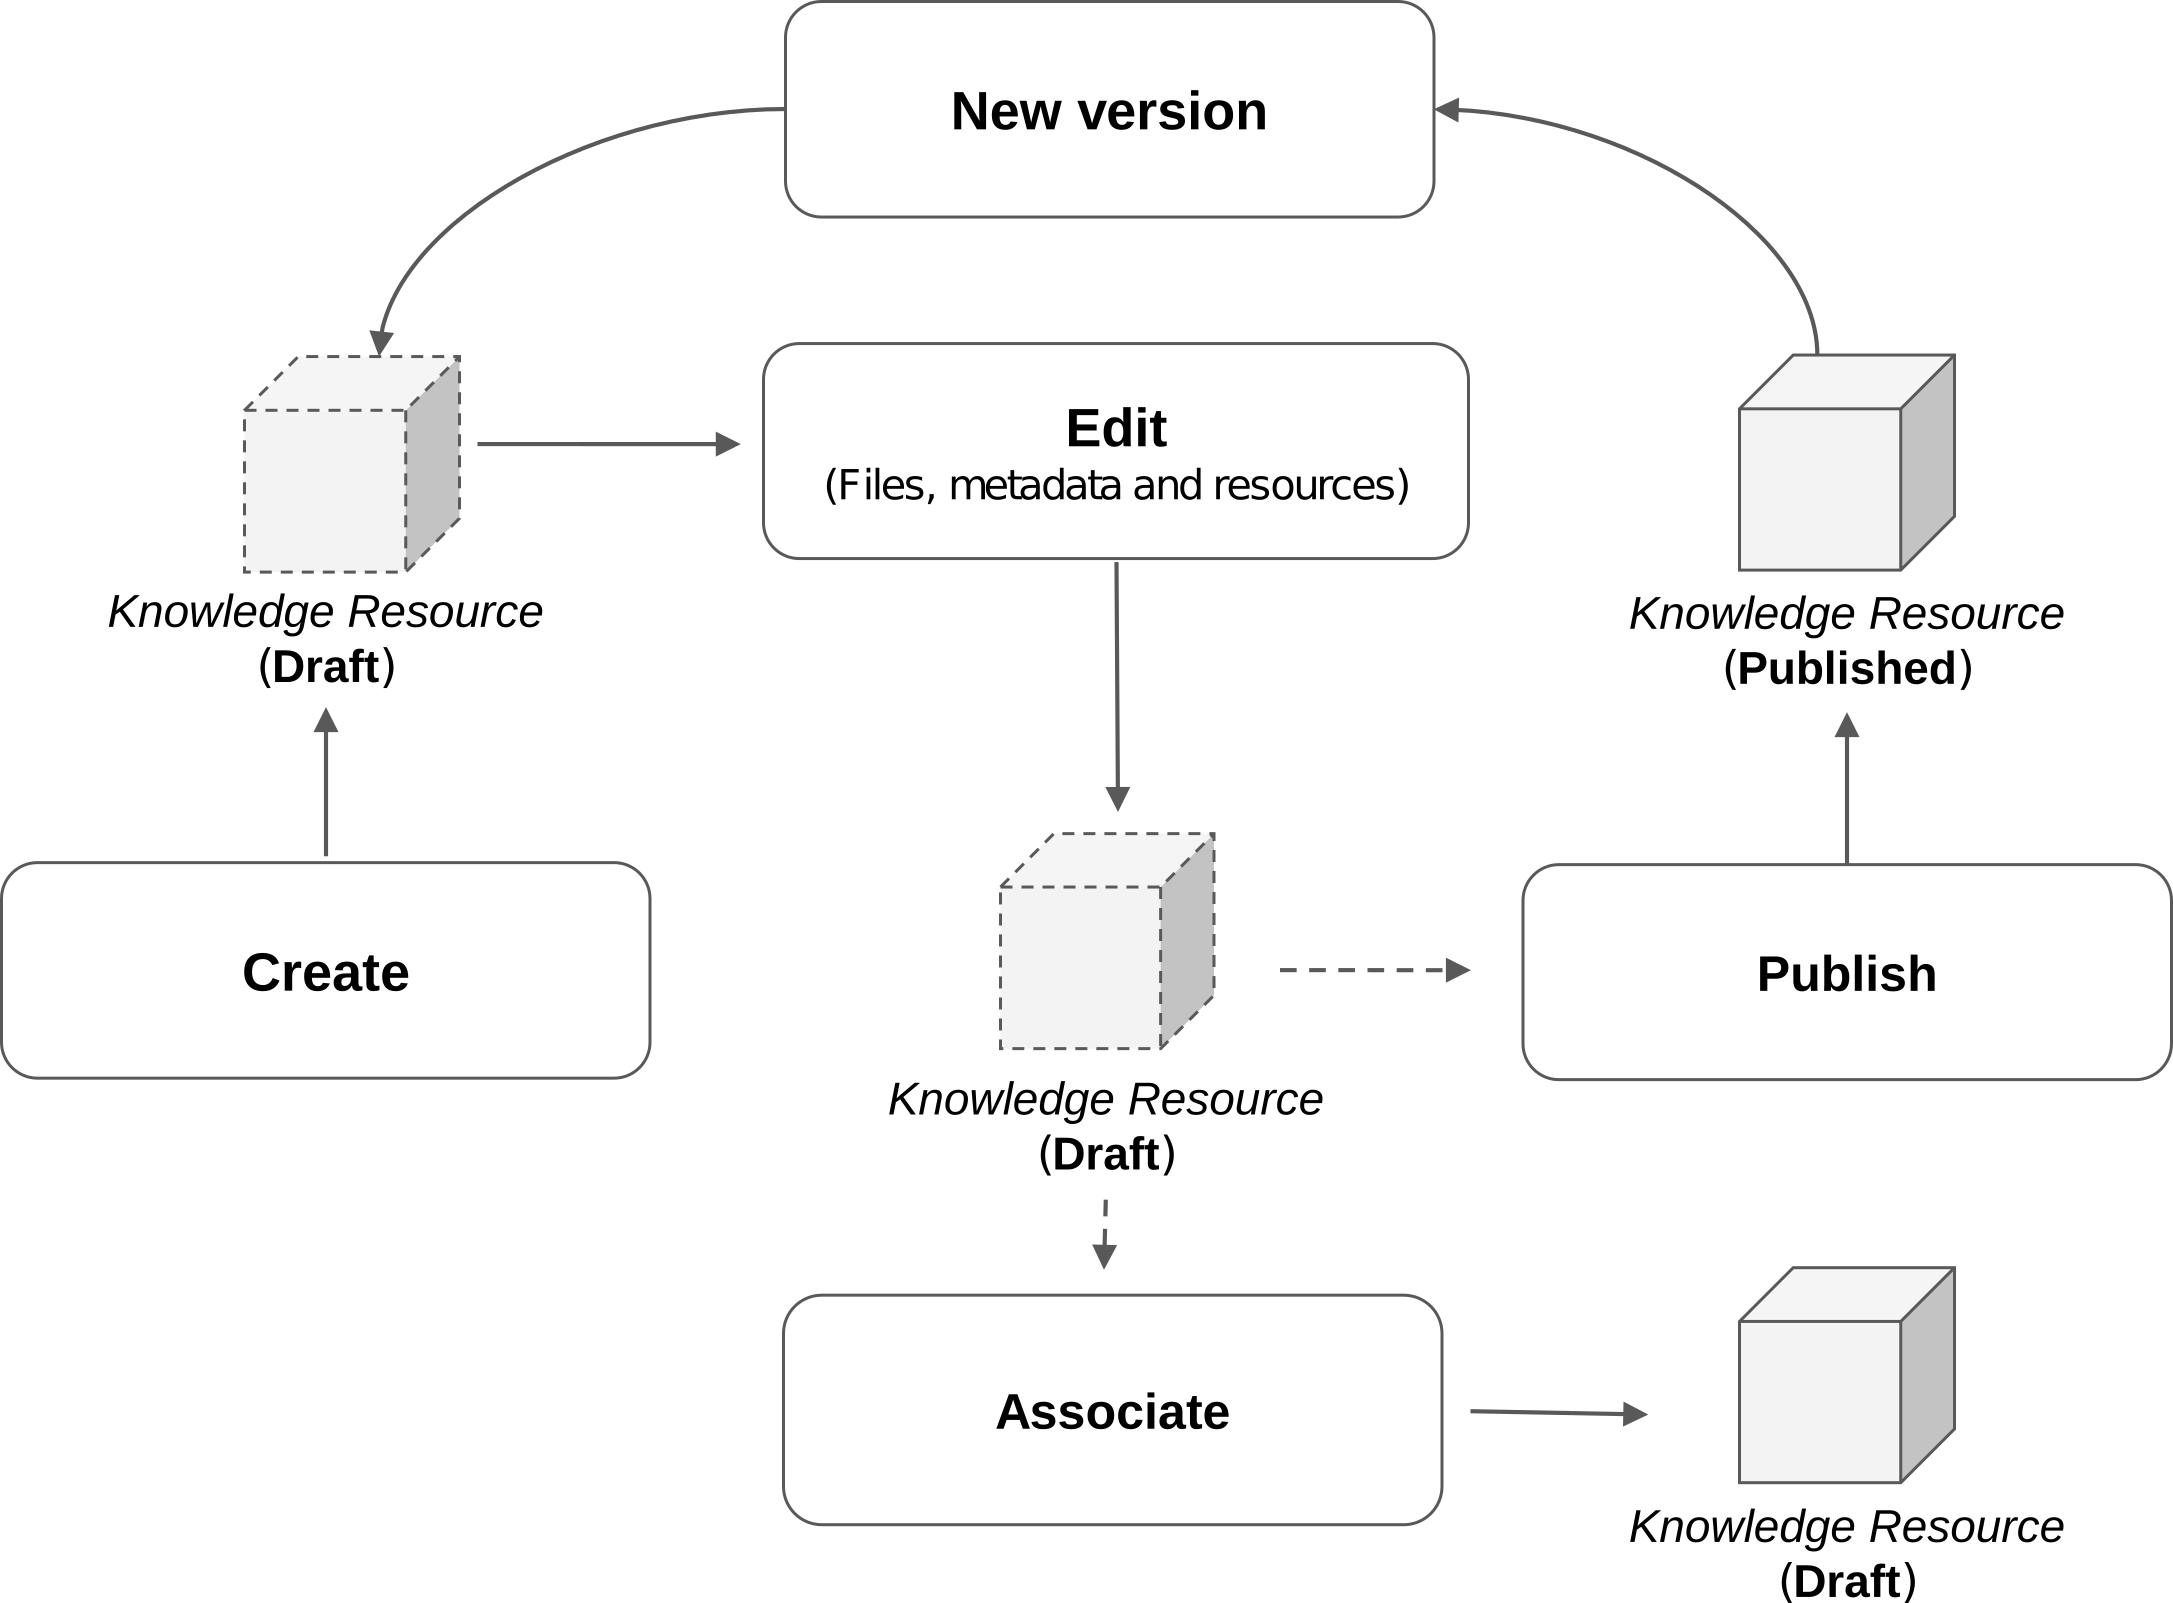 New version
Edit
(Files, metadata and resources)
Knowledge Resource
(Draft)
Knowledge Resource
(Published)
Create
Publish
Knowledge Resource
(Draft)
Associate
Knowledge Resource
(Draft)